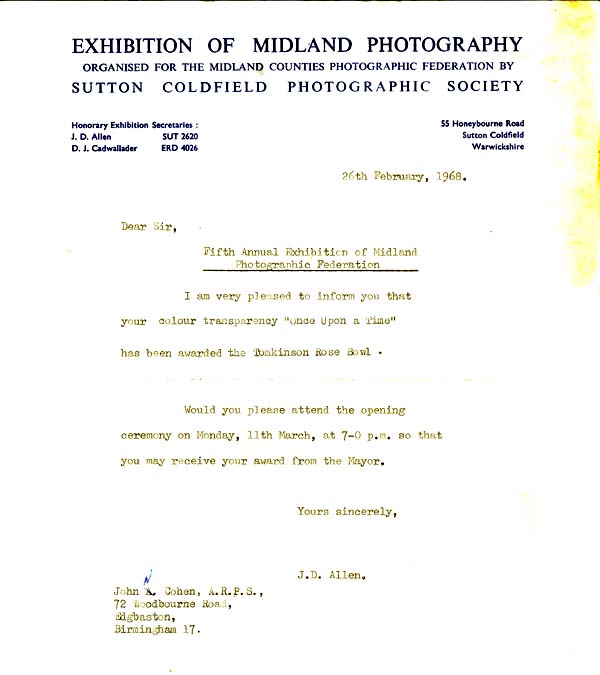 EXHIBITION OF MIDLAND PHOTOGRAPHY
ORGANISED FOR THE MIDLAND COUNTIES PHOTOGRAPHIC FEDERATION BY
SUTTON COLDFIELD PHOTOGRAPHIC SOCIETY
Honorary Exhibition Secretaries :
J. D. Allen SUT 2620
D. J. Cadwallader ERD 4026
55 Honeybourne Road
Sutton Coldfield
Warwickshire
26th February, 1968.
Dear Sir,
Fifth Annual Exhibition of Midland
Photographic Federation
I am very pleased to inform you that
your colour transparency "Once Upon a Time"
has been awarded the Tomkinson Rose Bowl .
Would you please attend the opening
ceremony on Monday, 11th March, at 7-0 p.m. so that
you may receive your award from the Mayor.
Yours sincerely,
J.D. Allen.
N
John A. Cohen, A.R.P.S.,
72 Woodbourne Road,
Edgbaston,
Birmingham 17.